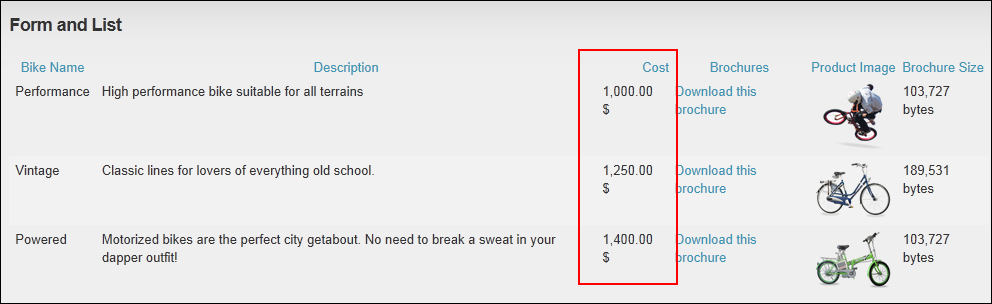 Form and List
Bike Name Description Cost Brochures Product Image Brochure Size
Performance High performance bike suitable for all terrains 1,000.00 Download this 103,727
$ brochure bytes
Vintage Classic lines for lovers of everything old school. 1,250.00 Download this 189,531
$ brochure bytes
Powered Motorized bikes are the perfect city getabout. No need to break a sweat in your 1,400.00 Download this 103,727
dapper outfit! $ brochure bytes